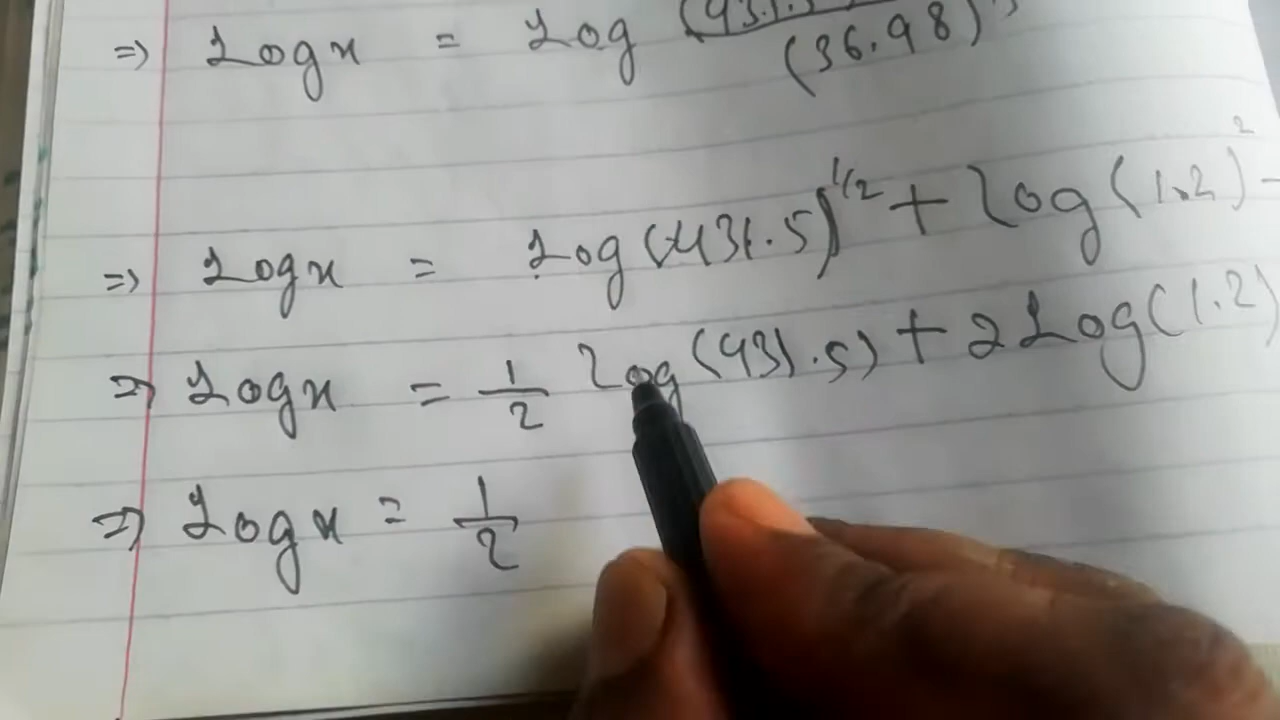 ⇒ Log x = Log (431.5 / (36.98)
⇒ Log x = Log (431.5)^1/2 + Log (1.2)^2 -
⇒ Log x = 1/2 Log (431.5) + 2 Log (1.2)
⇒ Log x = 1/2